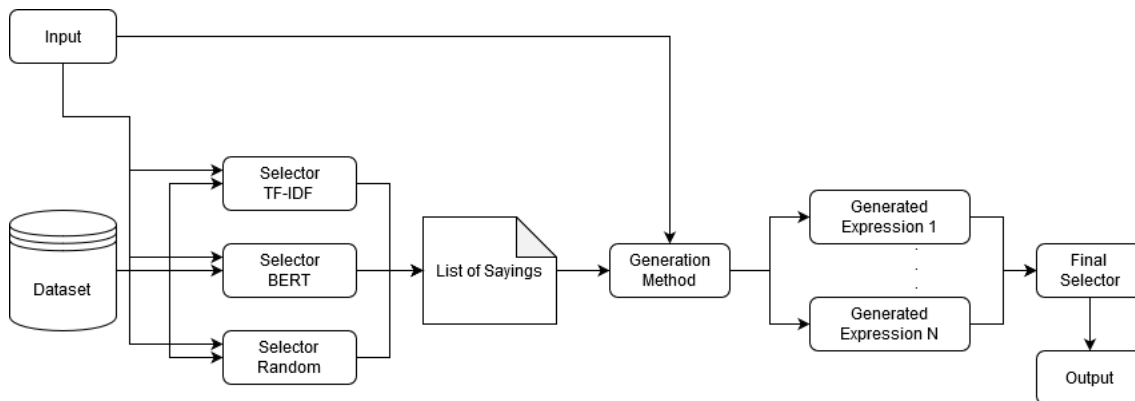 Input
Selector
TF-IDF
Dataset
Selector
BERT
Selector
Random
List of Sayings
Generation
Method
Generated
Expression 1
.
.
.
Generated
Expression N
Final
Selector
Output